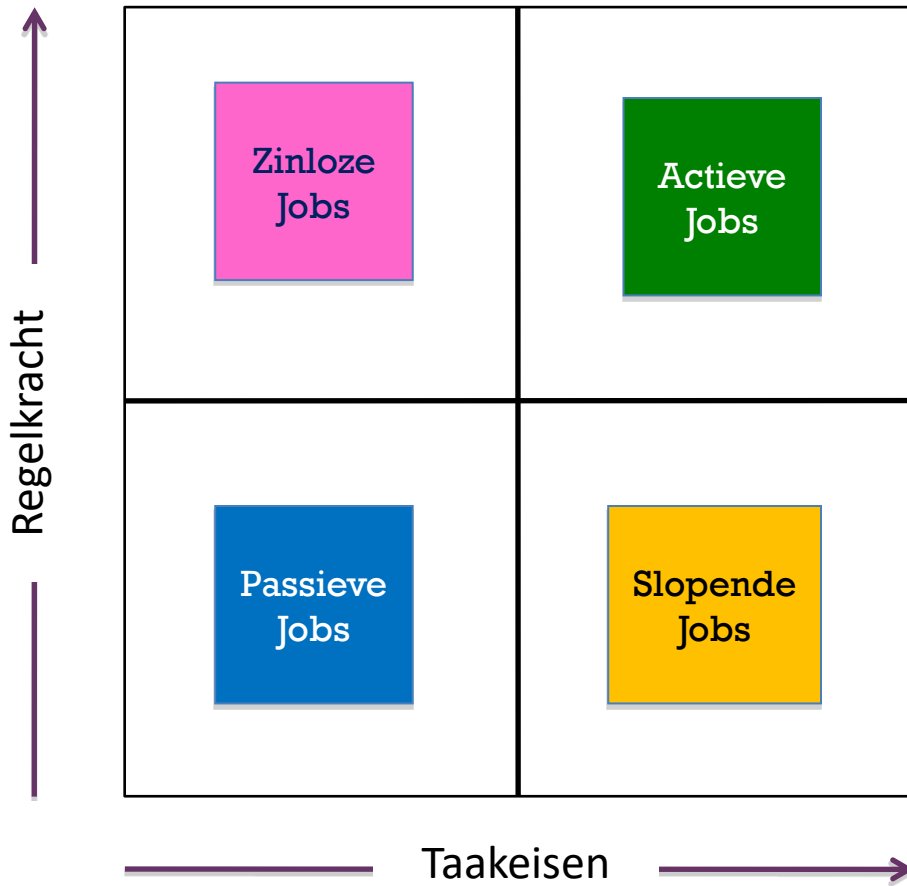 Regelkracht
Zinloze
Jobs
Actieve
Jobs
Passieve
Jobs
Slopende
Jobs
Taakeisen